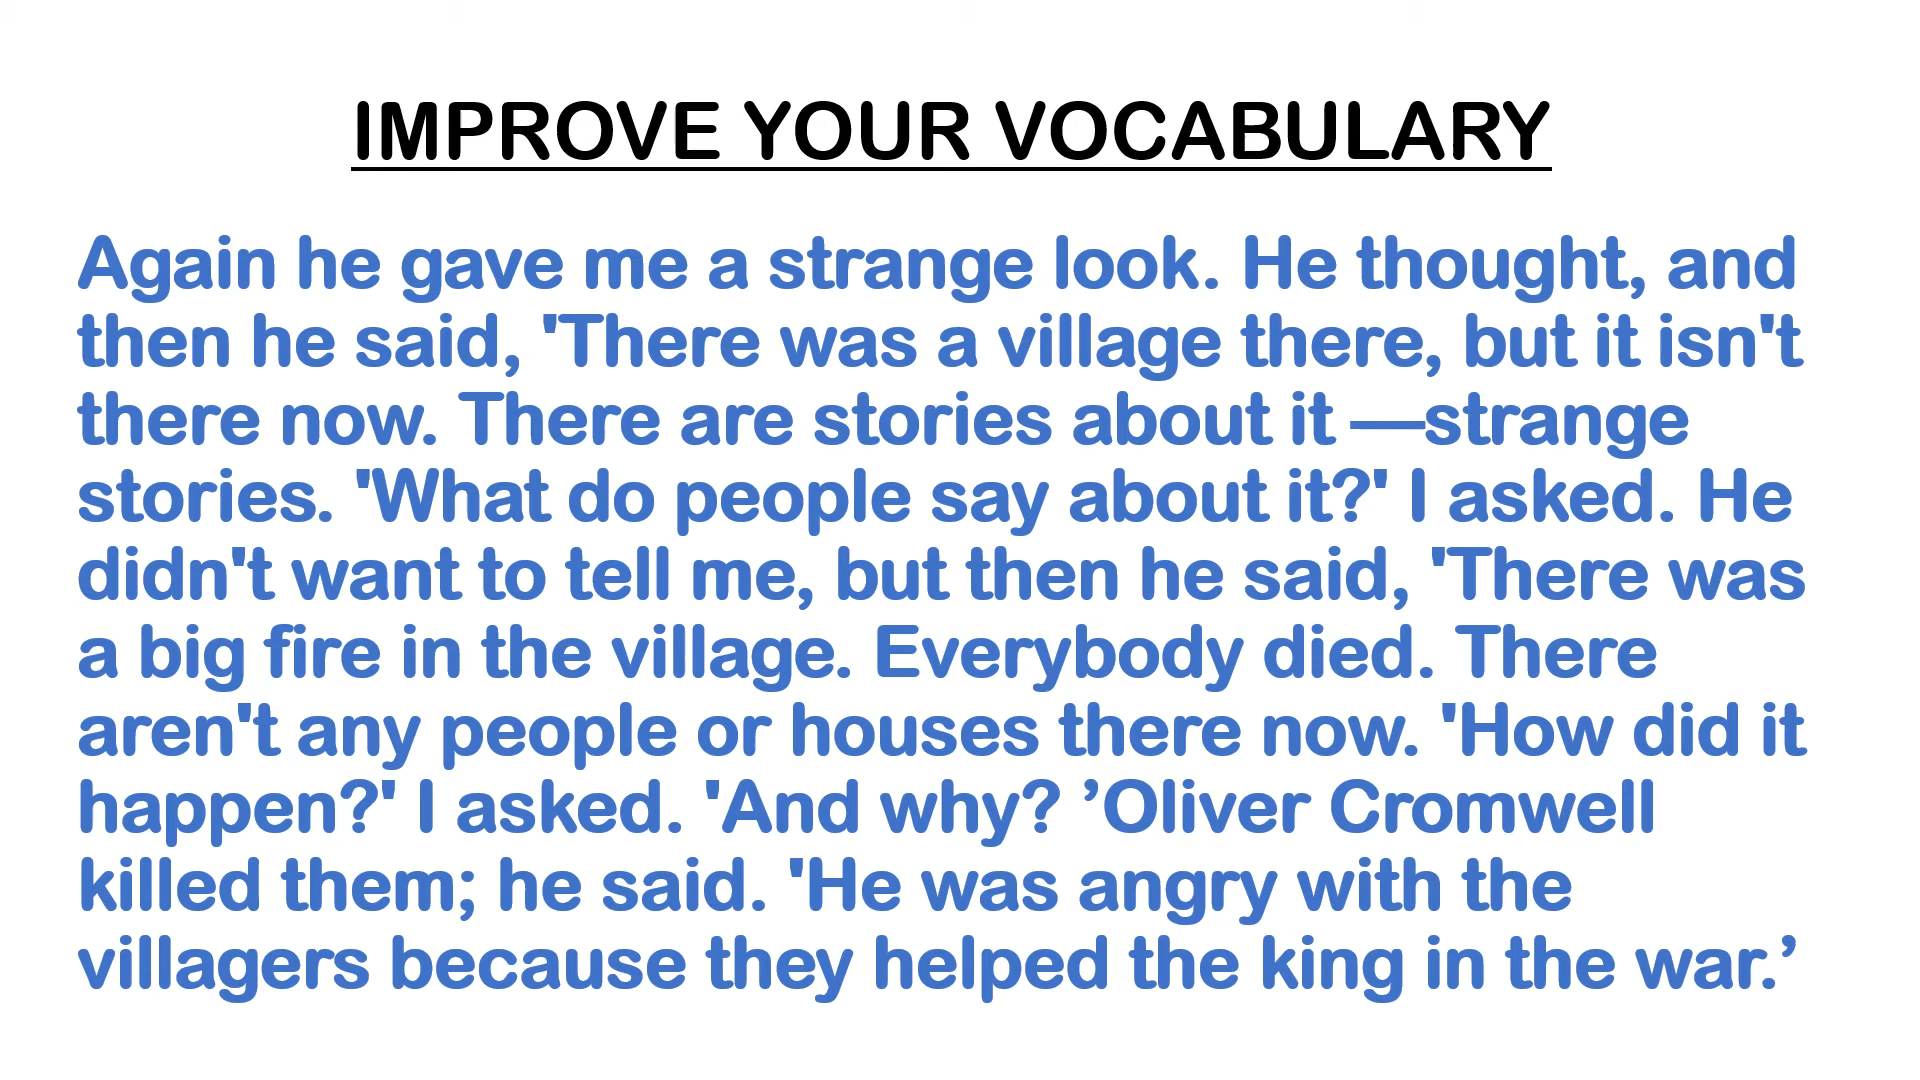 IMPROVE YOUR VOCABULARY
Again he gave me a strange look. He thought, and
then he said, 'There was a village there, but it isn't
there now. There are stories about it —strange
stories. 'What do people say about it?' I asked. He
didn't want to tell me, but then he said, 'There was
a big fire in the village. Everybody died. There
aren't any people or houses there now. 'How did it
happen?' I asked. 'And why? ’Oliver Cromwell
killed them; he said. 'He was angry with the
villagers because they helped the king in the war.’